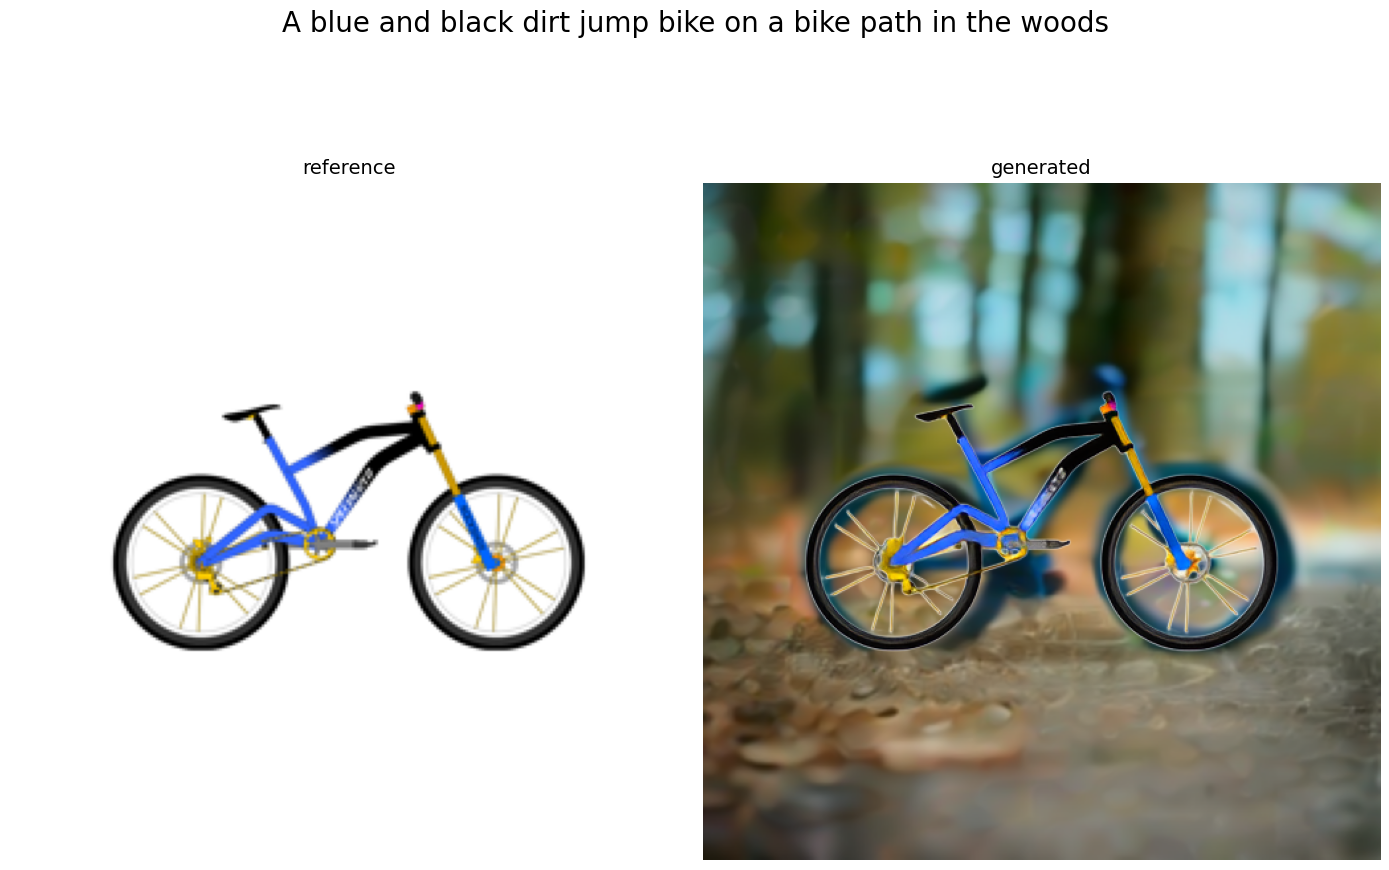 A blue and black dirt jump bike on a bike path in the woods
reference
generated